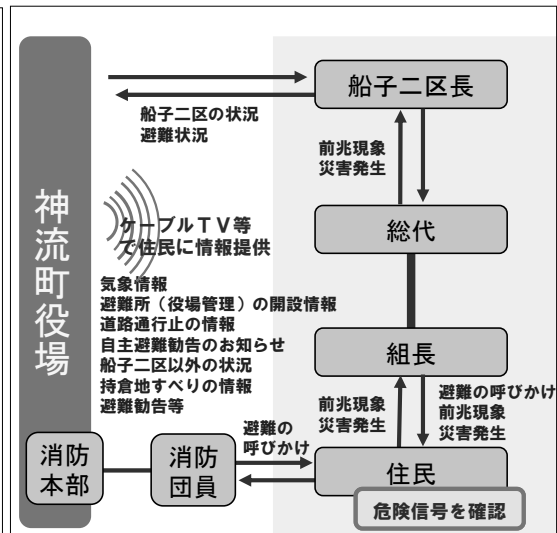 船子二区長
船子二区の状況
避難状況
前兆現象
災害発生
神流町役場
ケーブルTV等
で住民に情報提供
総代
気象情報
避難所（役場管理）の開設情報
道路通行止の情報
自主避難勧告のお知らせ
船子二区以外の状況
持倉地すべりの情報
避難勧告等
組長
前兆現象
災害発生
避難の呼びかけ
前兆現象
災害発生
避難の
呼びかけ
消防
本部
消防
団員
住民
危険信号を確認